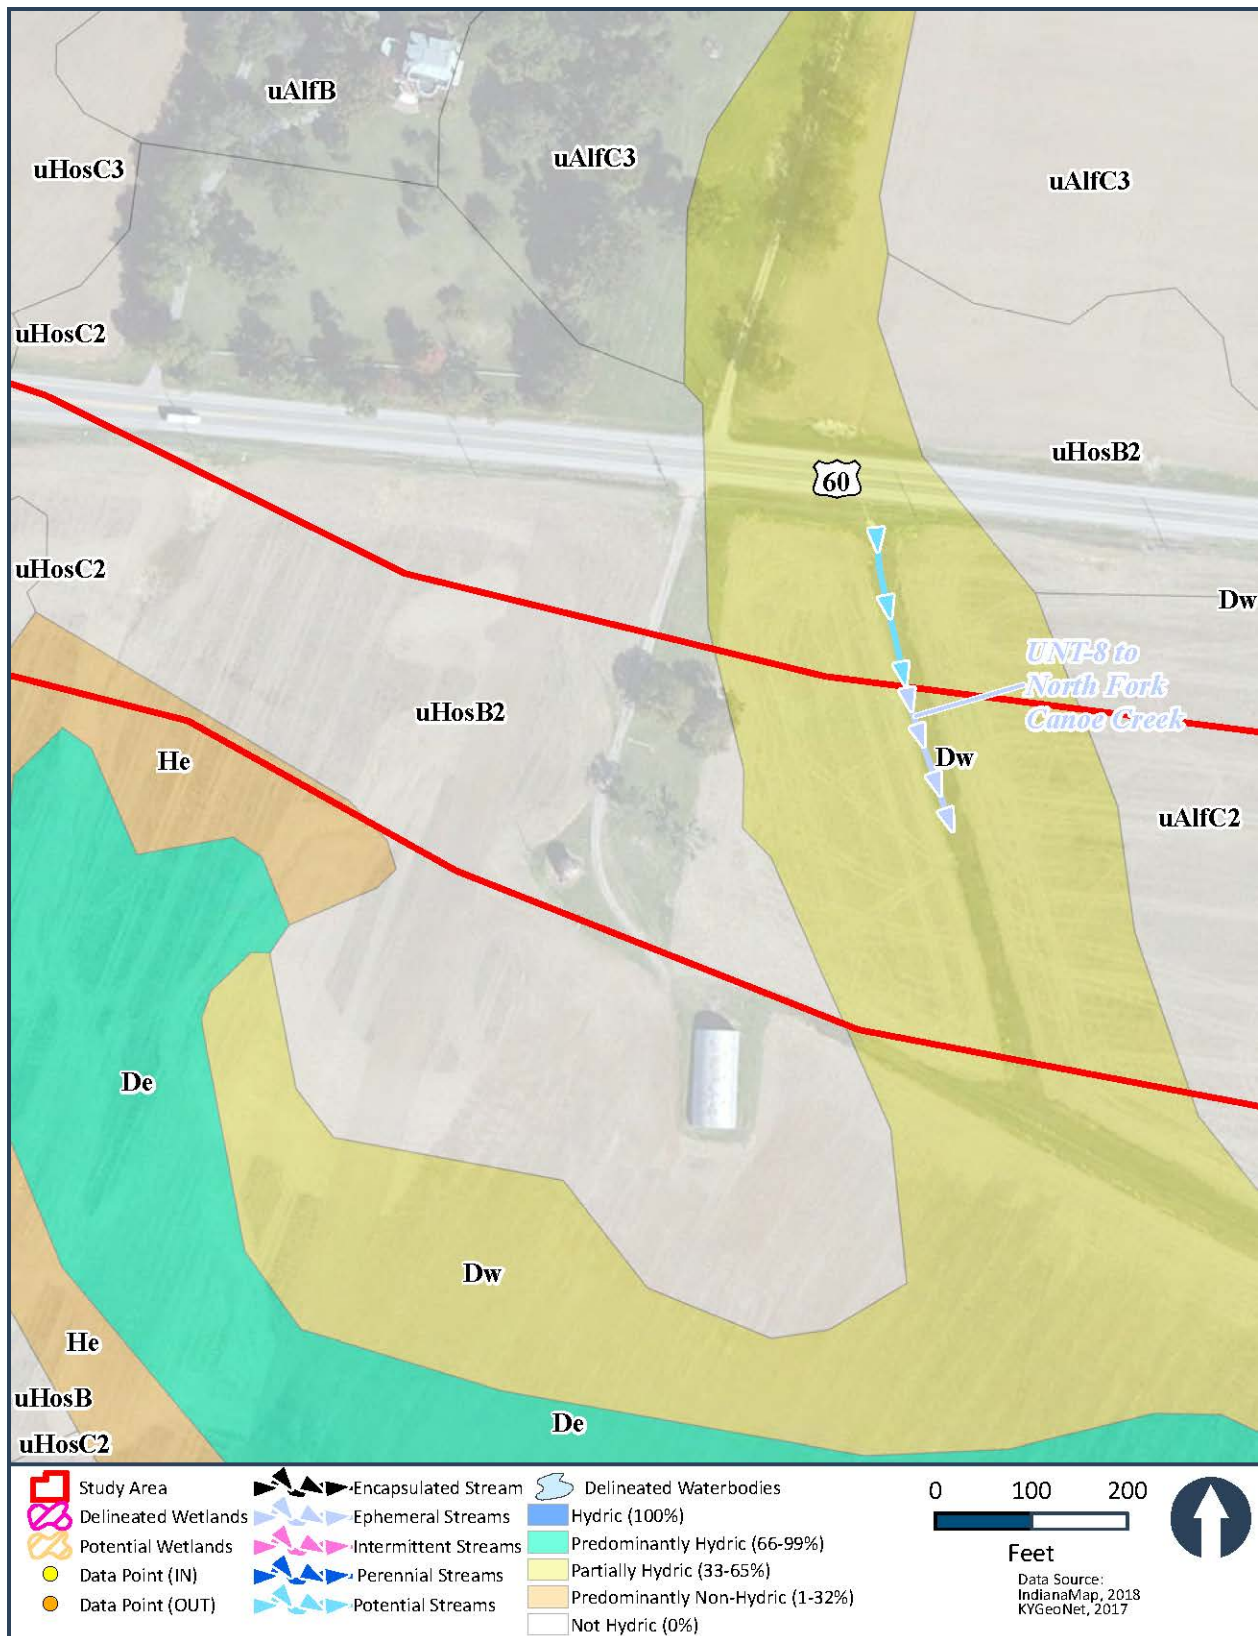 uAlfB
uAlfC3
uHosC3
uAlfC3
uHosC2
uHosB2
60
uHosC2
Dw
UNT-8 to
North Fork
Canoe Creek
uHosB2
He
Dw
uAlfC2
De
Dw
He
uHosB
De
uHosC2
Study Area
Delineated Wetlands
Potential Wetlands
Data Point (IN)
Data Point (OUT)
Encapsulated Stream
Ephemeral Streams
Intermittent Streams
Perennial Streams
Potential Streams
Delineated Waterbodies
Hydric (100%)
Predominantly Hydric (66-99%)
Partially Hydric (33-65%)
Predominantly Non-Hydric (1-32%)
Not Hydric (0%)
0 100 200
Feet
Data Source:
IndianaMap, 2018
KYGeoNet, 2017